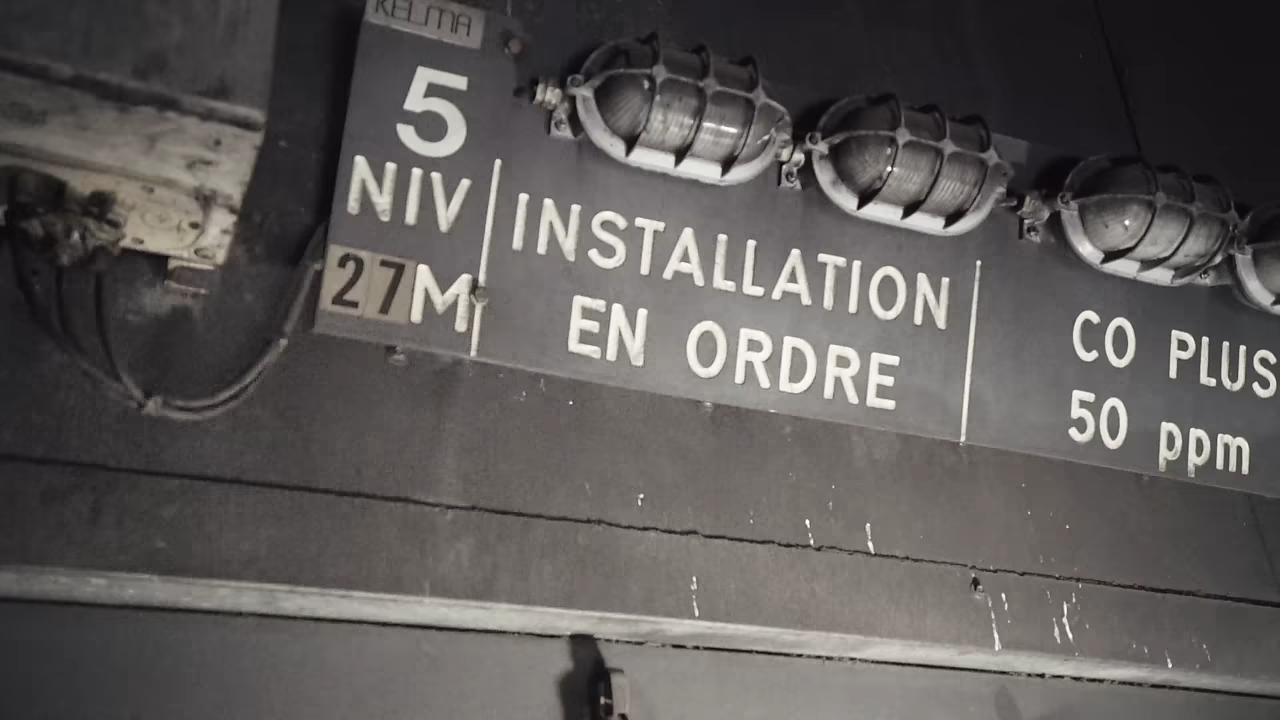 KELMA
5
NIV
27M
INSTALLATION
EN ORDRE
CO PLUS
50 ppm